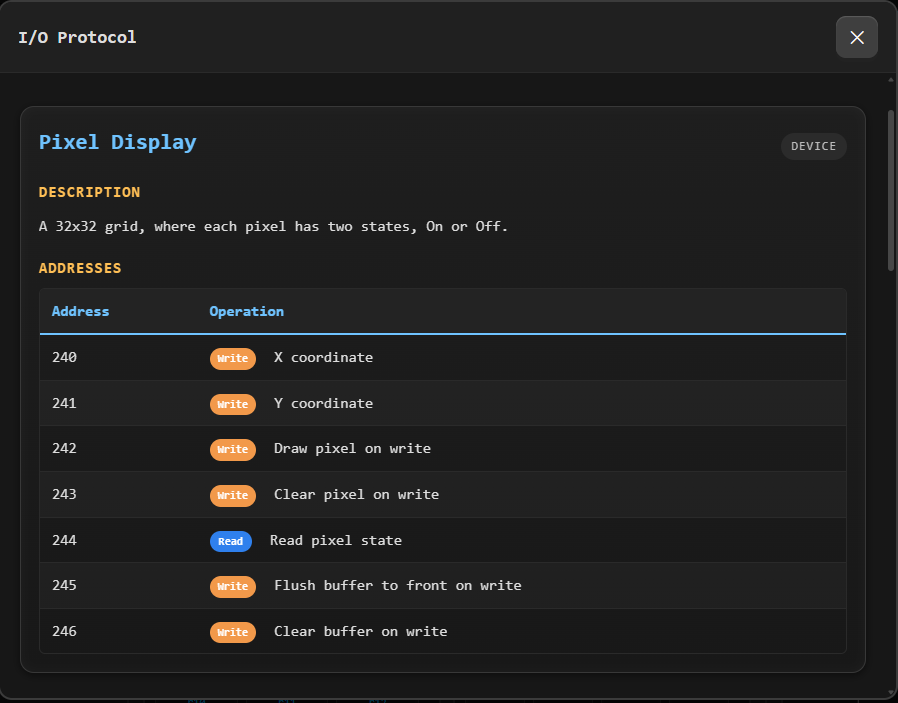 I/O Protocol
Pixel Display
DEVICE
DESCRIPTION
A 32x32 grid, where each pixel has two states, On or Off.
ADDRESSES
Address Operation
240 Write X coordinate
241 Write Y coordinate
242 Write Draw pixel on write
243 Write Clear pixel on write
244 Read Read pixel state
245 Write Flush buffer to front on write
246 Write Clear buffer on write